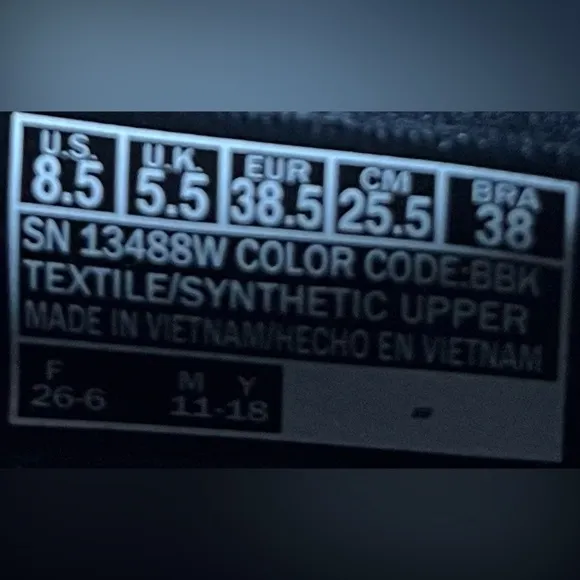 U.S. U.K. EUR CM BRA
8.5 5.5 38.5 25.5 38
SN 13488W COLOR CODE:BBK
TEXTILE/SYNTHETIC UPPER
MADE IN VIETNAM/HECHO EN VIETNAM
F M Y
26-6 11-18 -